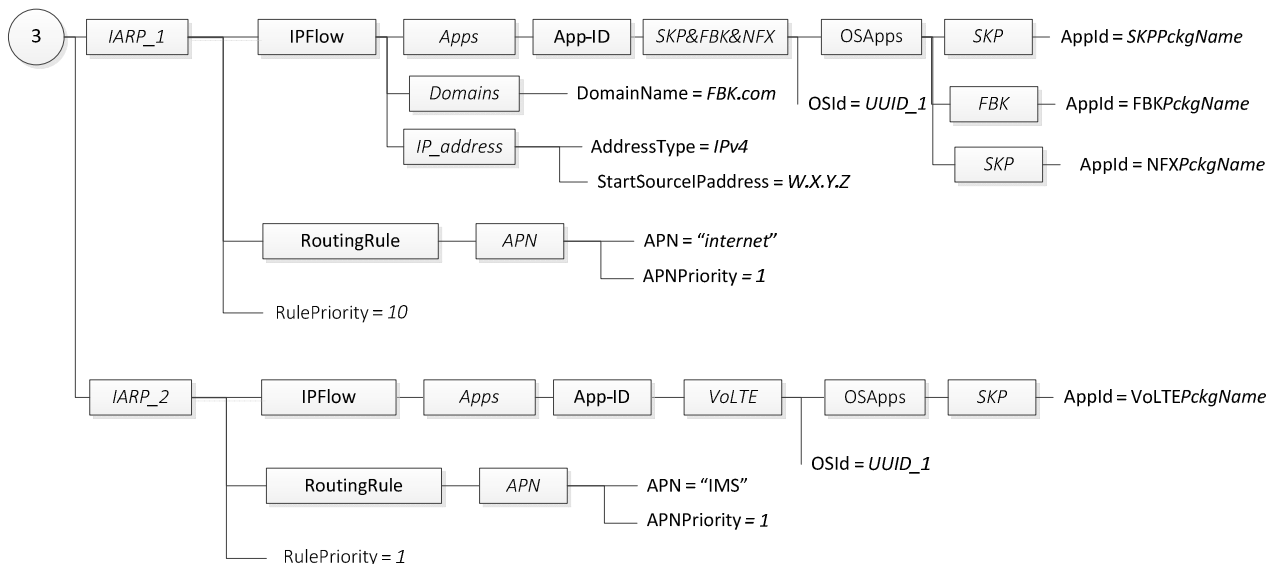 3 IARP_1 IPFlow Apps App-ID SKP&FBK&NFX OSApps SKP AppId = SKPPckgName
Domains DomainName = FBK.com OSId = UUID_1 FBK AppId = FBKPckgName
IP_address AddressType = IPv4
SKP AppId = NFXPckgName
StartSourceIPaddress = W.X.Y.Z
RoutingRule APN APN = “internet”
APNPriority = 1
RulePriority = 10
IARP_2 IPFlow Apps App-ID VoLTE OSApps SKP AppId = VoLTEPckgName
OSId = UUID_1
RoutingRule APN APN = “IMS”
APNPriority = 1
RulePriority = 1